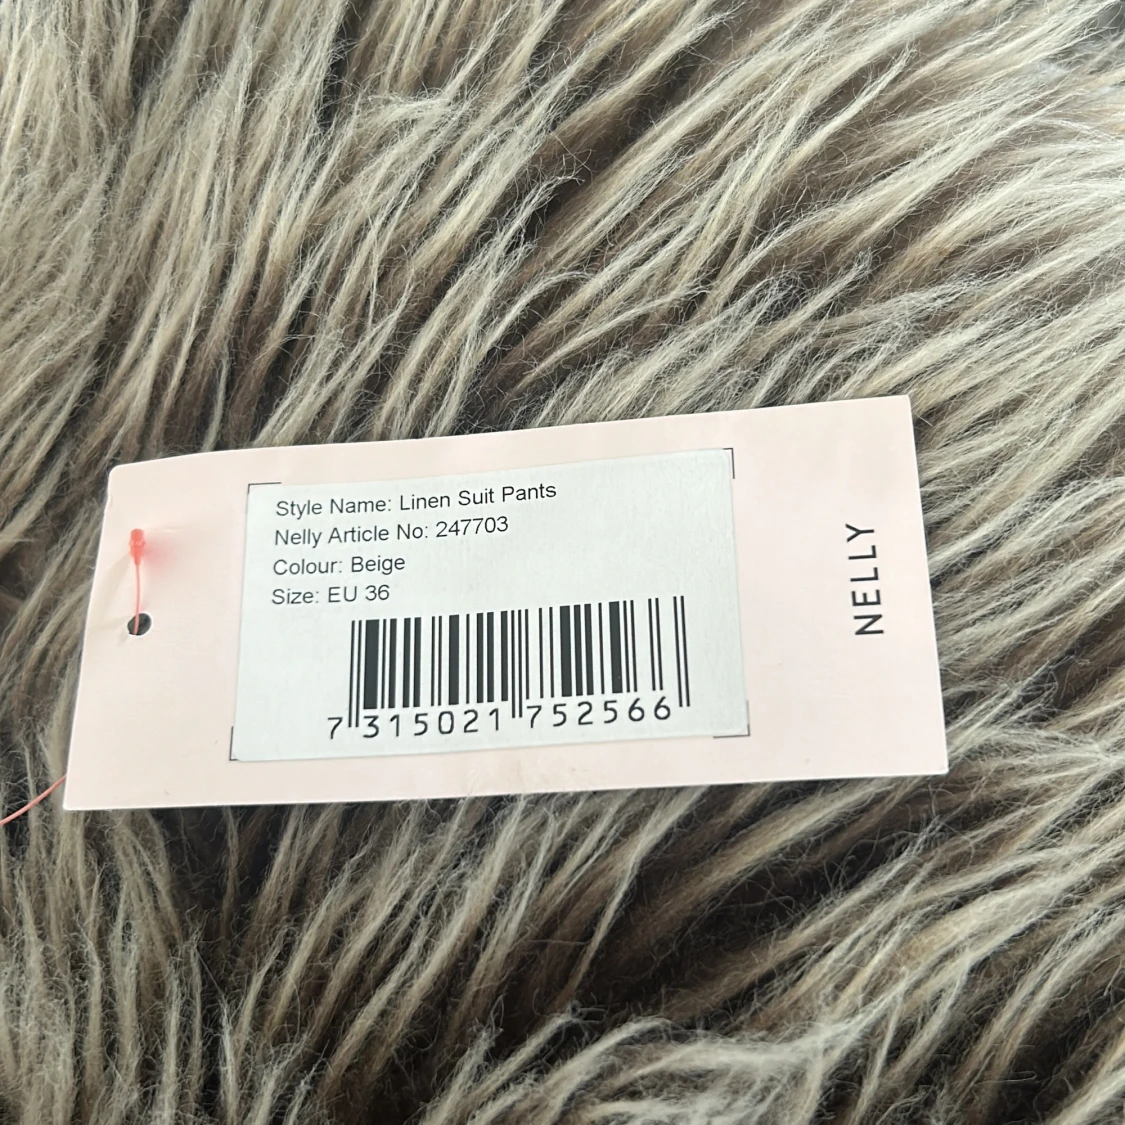 Style Name: Linen Suit Pants
Nelly Article No: 247703
Colour: Beige
Size: EU 36
7 315021 752566
NELLY